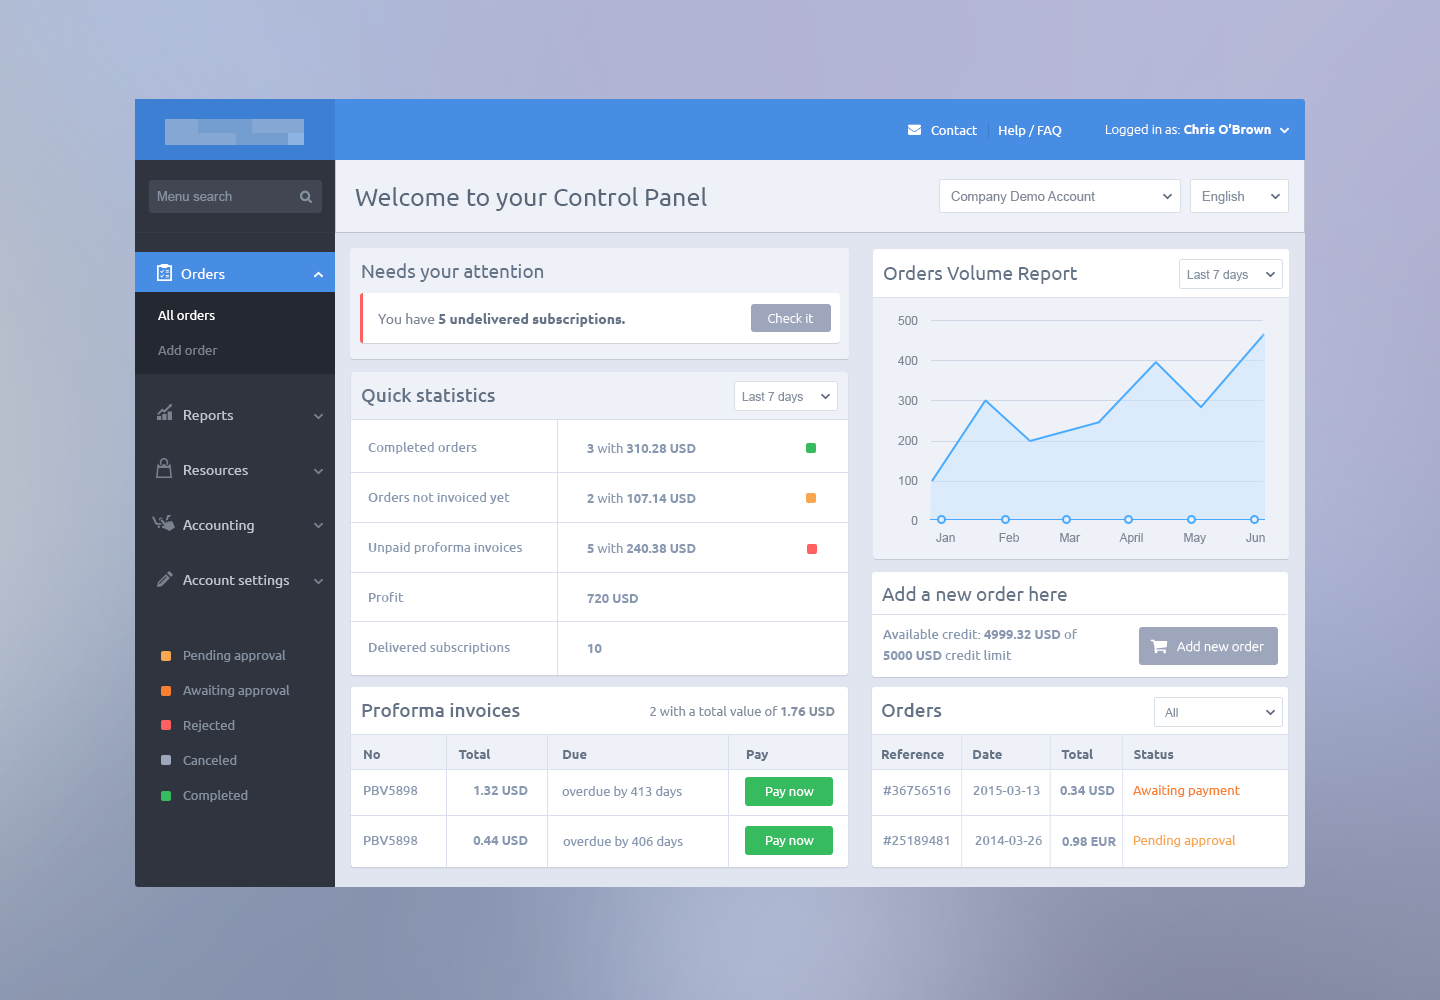 Contact
Help / FAQ
Logged in as: Chris O'Brown
Menu search
Welcome to your Control Panel
Company Demo Account
English
Orders
All orders
Add order
Reports
Resources
Accounting
Account settings
Pending approval
Awaiting approval
Rejected
Canceled
Completed
Needs your attention
You have 5 undelivered subscriptions.
Check it
Quick statistics
Last 7 days
Completed orders
3 with 310.28 USD
Orders not invoiced yet
2 with 107.14 USD
Unpaid proforma invoices
5 with 240.38 USD
Profit
720 USD
Delivered subscriptions
10
Proforma invoices
2 with a total value of 1.76 USD
No Total Due Pay
PBV5898 1.32 USD overdue by 413 days Pay now
PBV5898 0.44 USD overdue by 406 days Pay now
Orders Volume Report
Last 7 days
500
400
300
200
100
0
Jan Feb Mar April May Jun
Add a new order here
Available credit: 4999.32 USD of
5000 USD credit limit
Add new order
Orders
All
Reference Date Total Status
#36756516 2015-03-13 0.34 USD Awaiting payment
#25189481 2014-03-26 0.98 EUR Pending approval